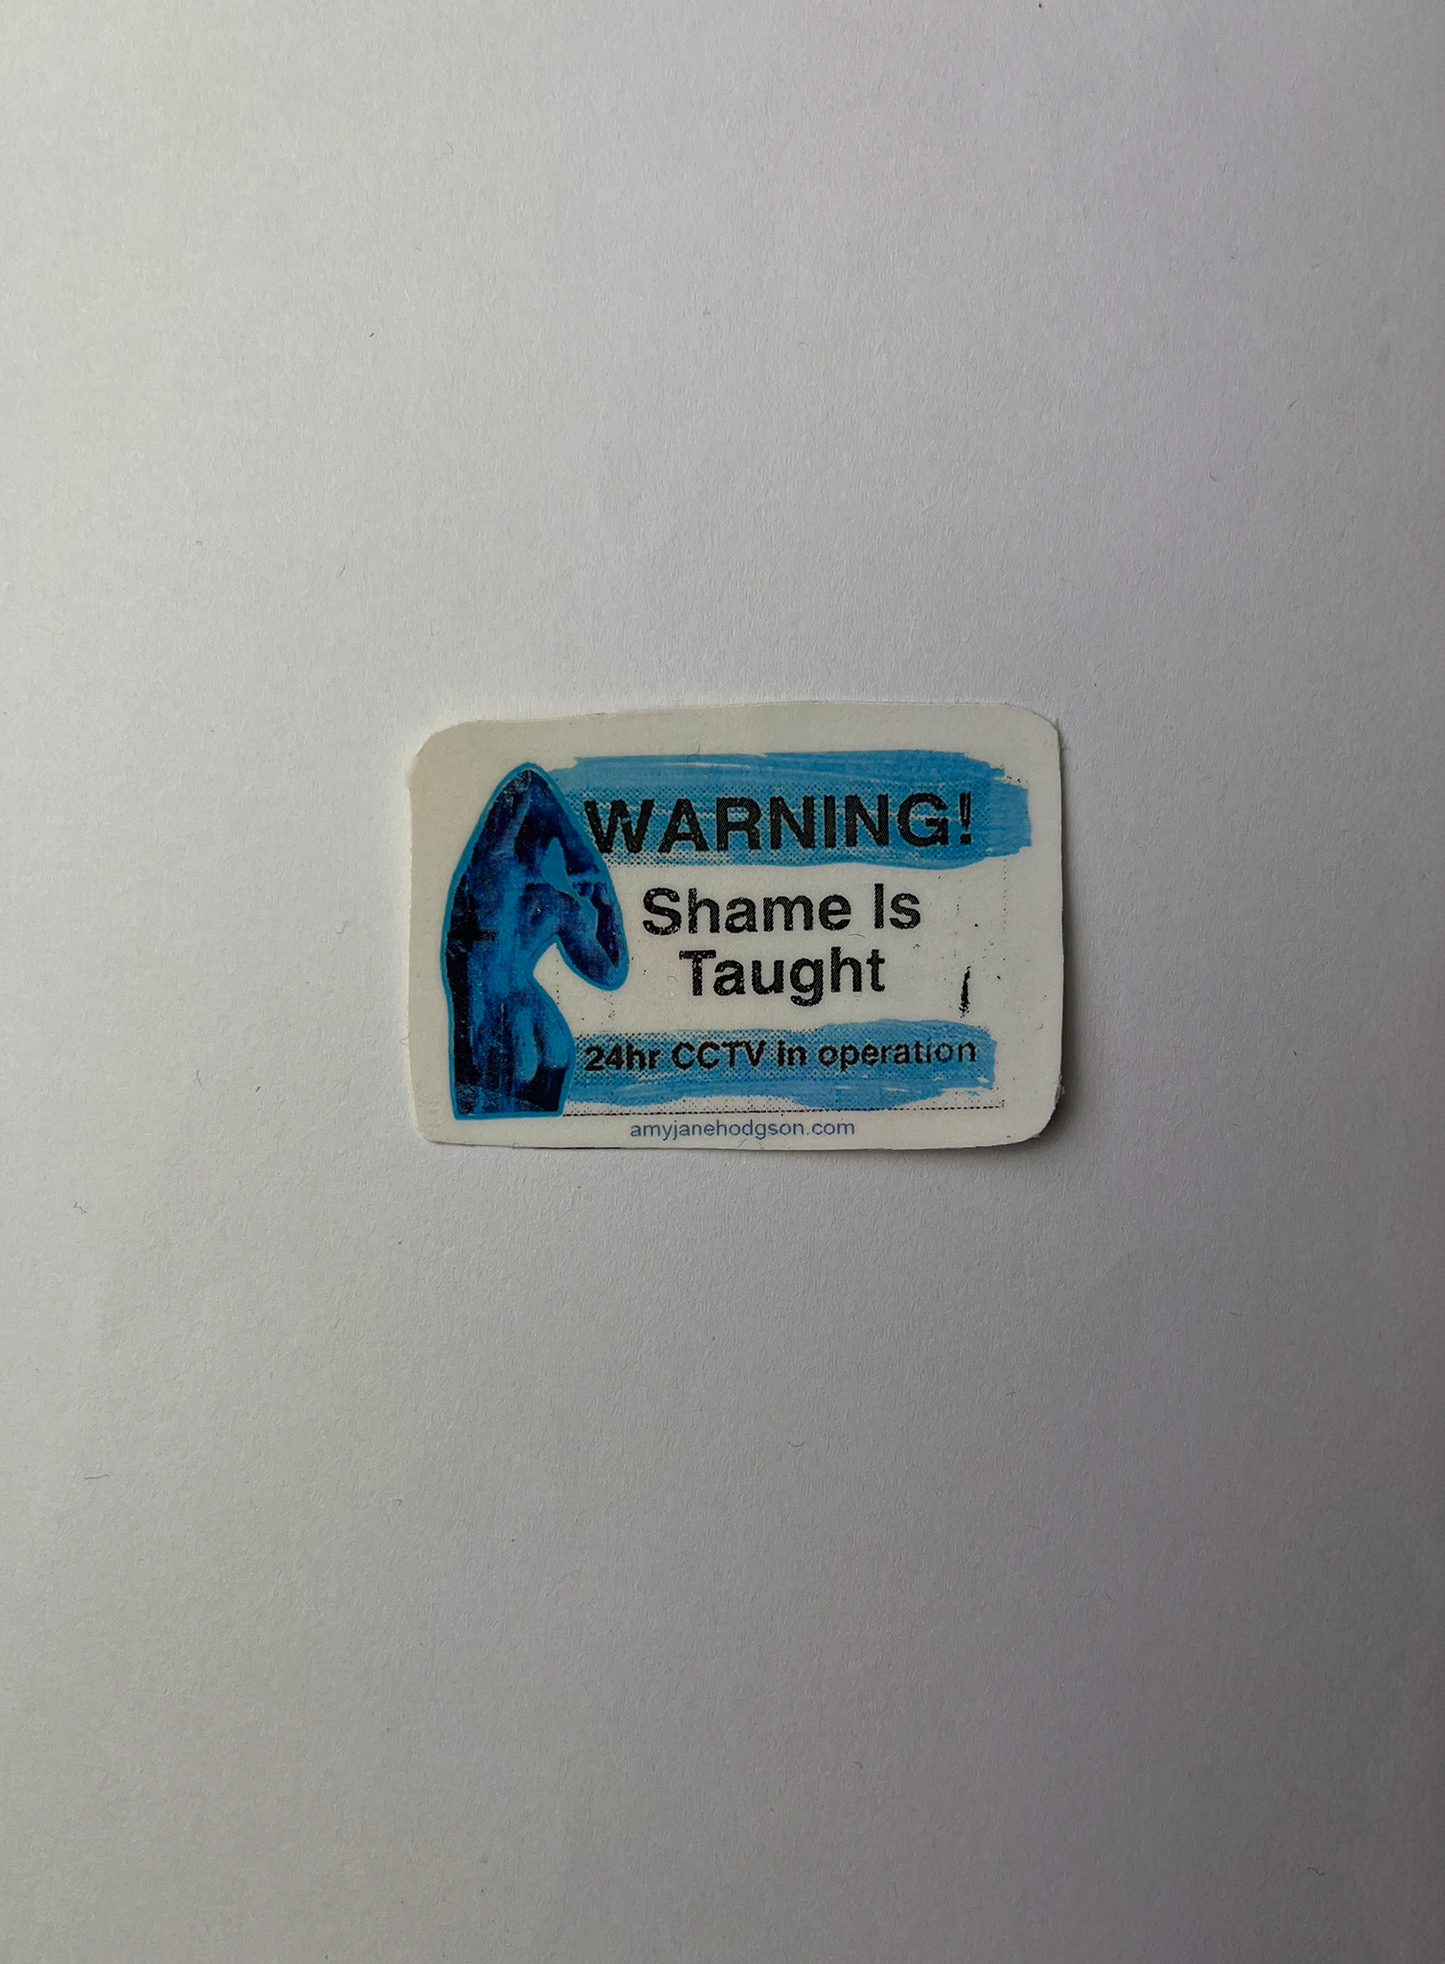 WARNING!
Shame Is
Taught
24hr CCTV in operation
amyjanehodgson.com